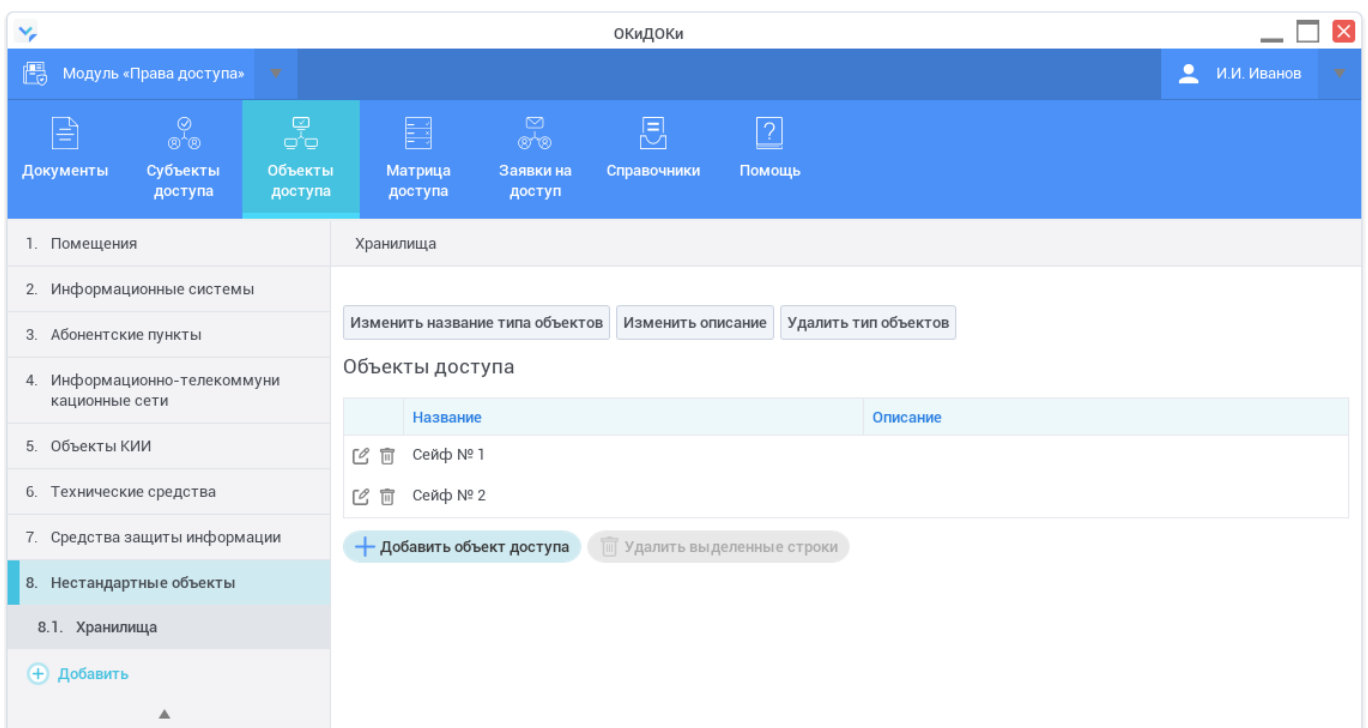 ОКиДОКи
Модуль «Права доступа»
И.И. Иванов
Документы
Субъекты
доступа
Объекты
доступа
Матрица
доступа
Заявки на
доступ
Справочники
Помощь
1. Помещения
2. Информационные системы
3. Абонентские пункты
4. Информационно-телекоммуни
кационные сети
5. Объекты КИИ
6. Технические средства
7. Средства защиты информации
8. Нестандартные объекты
8.1. Хранилища
Добавить
Хранилища
Изменить название типа объектов
Изменить описание
Удалить тип объектов
Объекты доступа
Название
Описание
Сейф № 1
Сейф № 2
Добавить объект доступа
Удалить выделенные строки